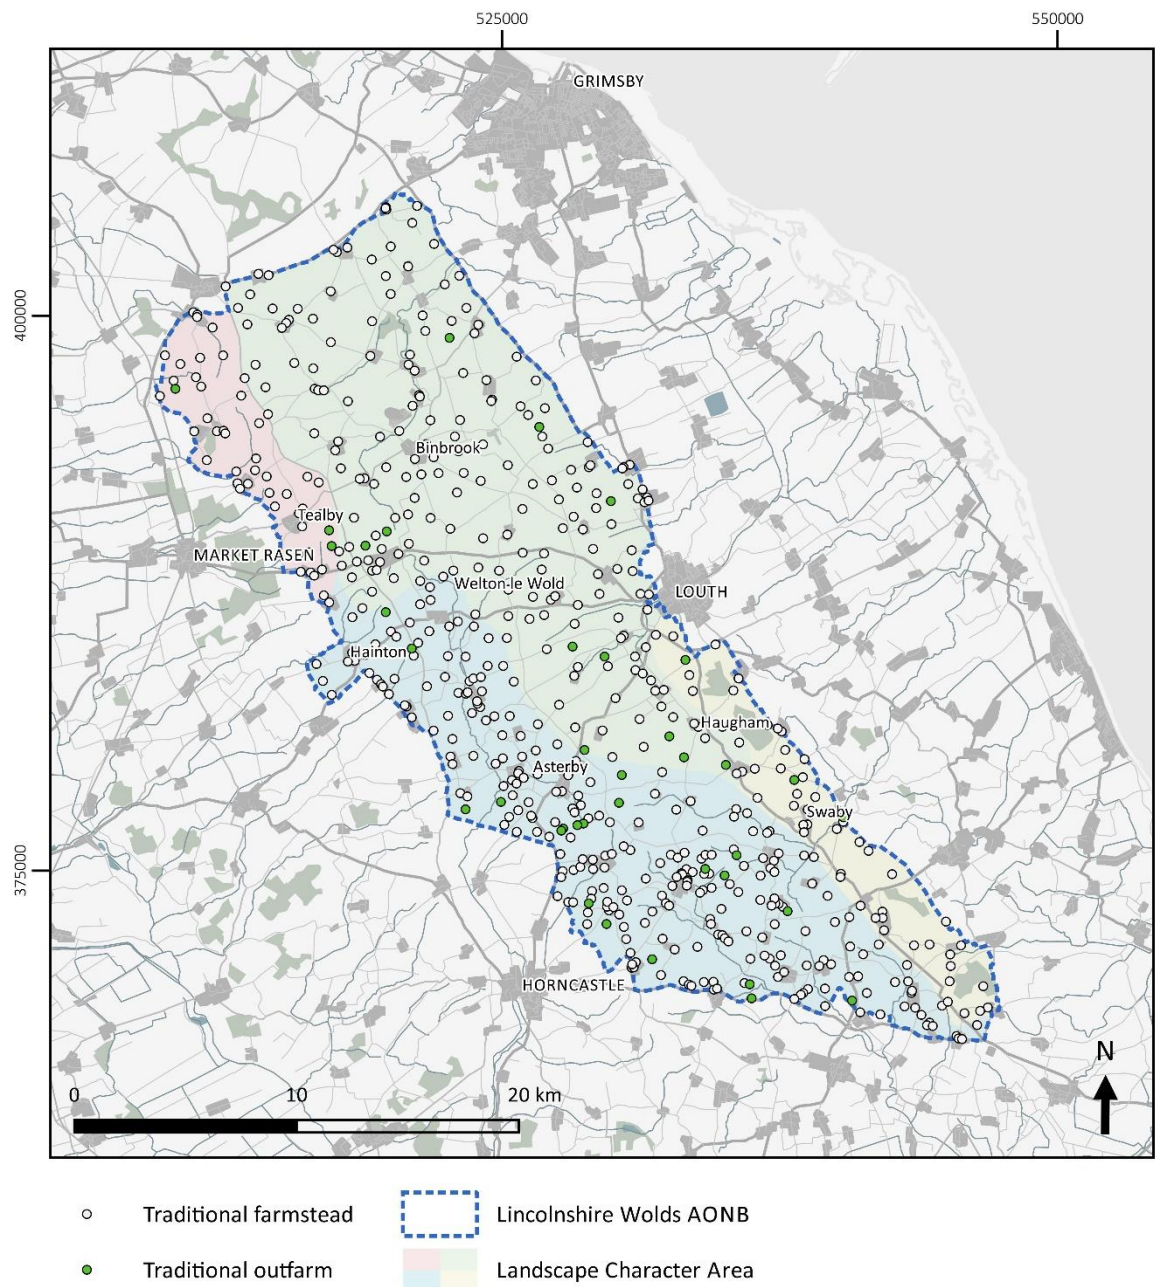 525000 550000
GRIMSBY
400000
Binbrook
Tealby
MARKET RASEN
Welton le Wold
LOUTH
Hainton
Haugham
Asterby
Swaby
375000
HORNCASTLE
N
0 10 20 km
Traditional farmstead Lincolnshire Wolds AONB
Traditional outfarm Landscape Character Area